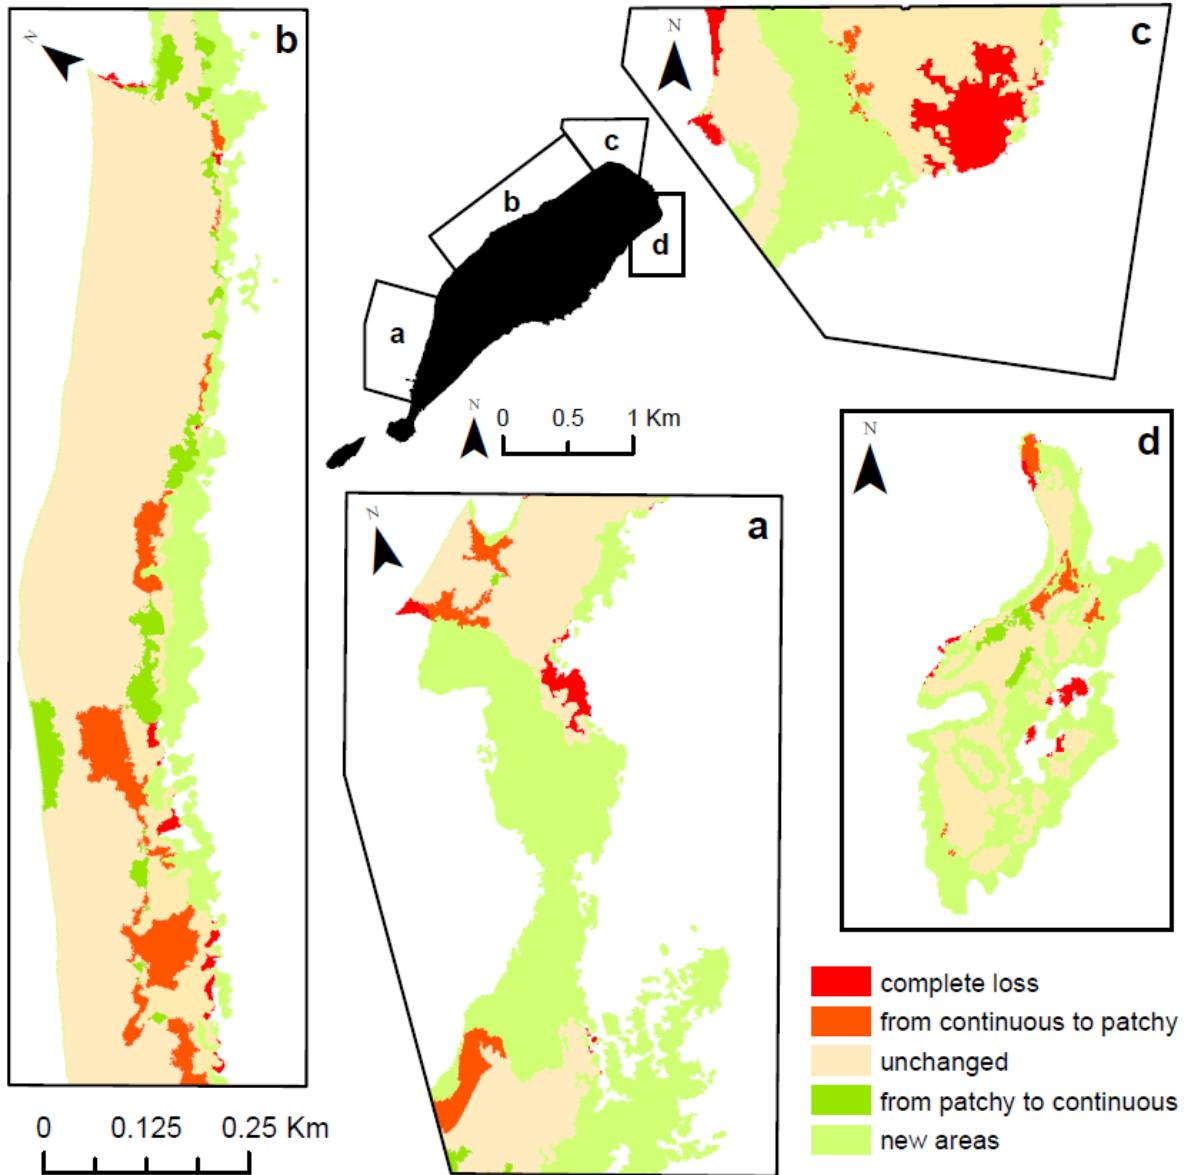 b
N
N
c
c
b
d
a
N
0 0.5 1 Km
N
d
N
a
complete loss
from continuous to patchy
unchanged
from patchy to continuous
new areas
0 0.125 0.25 Km